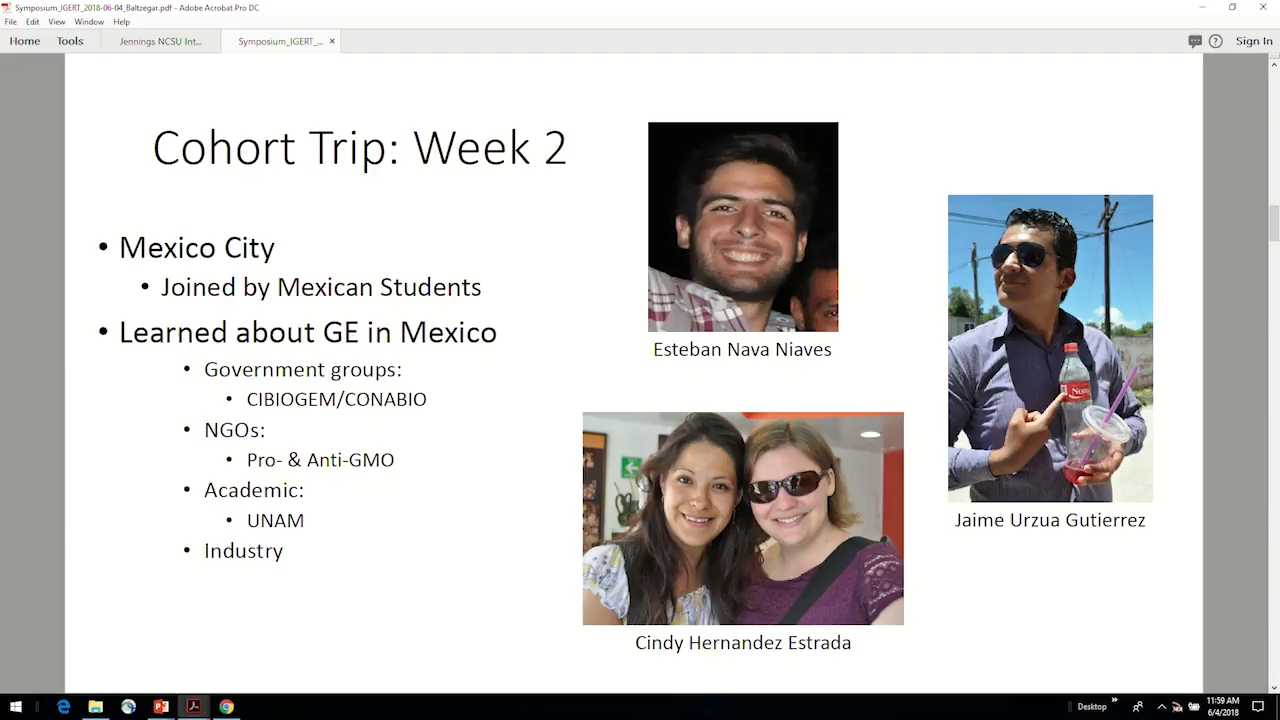 Symposium_IGERT_2018-06-04_Baltzegar.pdf - Adobe Acrobat Pro DC
File Edit View Window Help
Home Tools Jennings NCSU Int... Symposium_IGERT_... × Sign In
Cohort Trip: Week 2
• Mexico City
• Joined by Mexican Students
• Learned about GE in Mexico
• Government groups:
• CIBIOGEM/CONABIO
• NGOs:
• Pro- & Anti-GMO
• Academic:
• UNAM
• Industry
Esteban Nava Niaves
Jaime Urzua Gutierrez
Cindy Hernandez Estrada
Desktop
11:59 AM
6/4/2018